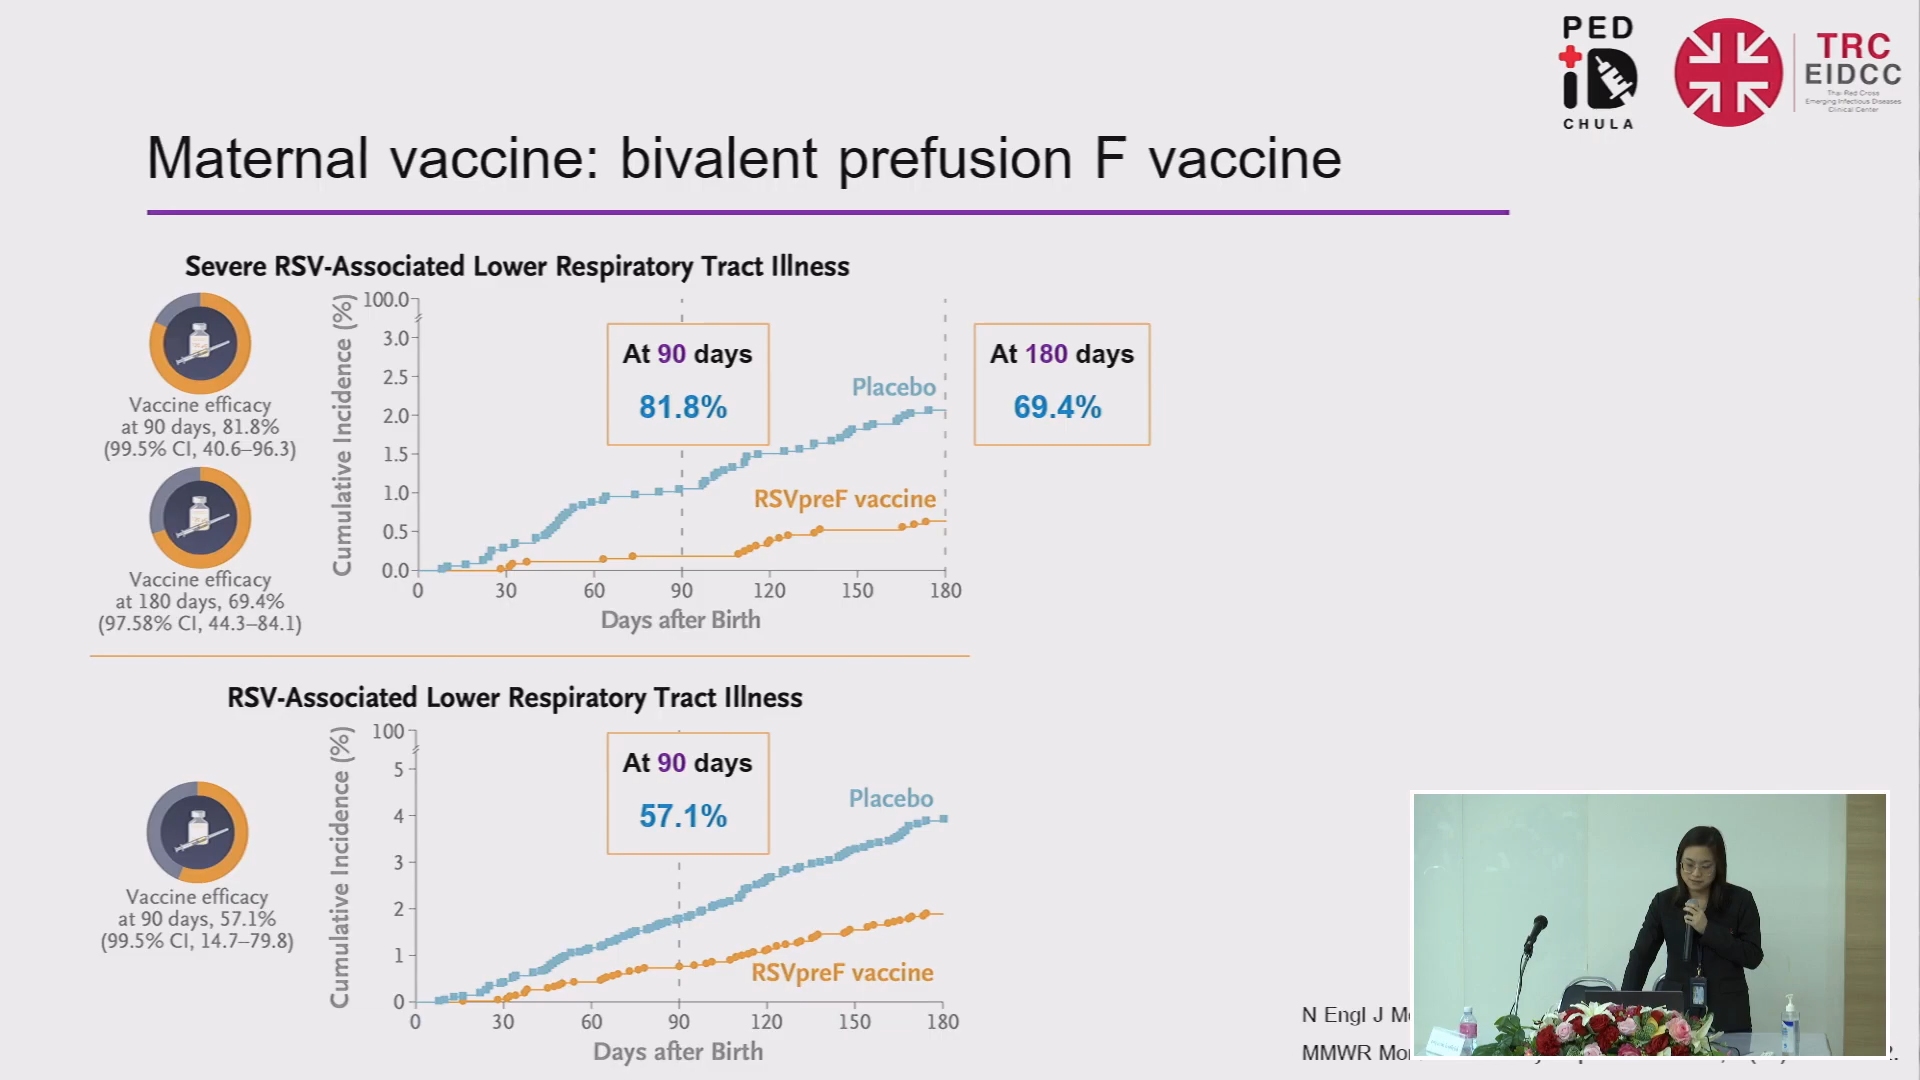 PED
iD
CHULA
TRC
EIDCC
Thai Red Cross
Emerging Infectious Diseases
Clinical Center
Maternal vaccine: bivalent prefusion F vaccine
Severe RSV-Associated Lower Respiratory Tract Illness
Vaccine efficacy
at 90 days, 81.8%
(99.5% CI, 40.6–96.3)
Vaccine efficacy
at 180 days, 69.4%
(97.58% CI, 44.3–84.1)
Cumulative Incidence (%)
100.0
3.0
2.5
2.0
1.5
1.0
0.5
0.0
At 90 days
81.8%
At 180 days
69.4%
Placebo
RSVpreF vaccine
0 30 60 90 120 150 180
Days after Birth
RSV-Associated Lower Respiratory Tract Illness
Vaccine efficacy
at 90 days, 57.1%
(99.5% CI, 14.7–79.8)
Cumulative Incidence (%)
100
5
4
3
2
1
0
At 90 days
57.1%
Placebo
RSVpreF vaccine
0 30 60 90 120 150 180
Days after Birth
N Engl J
MMWR